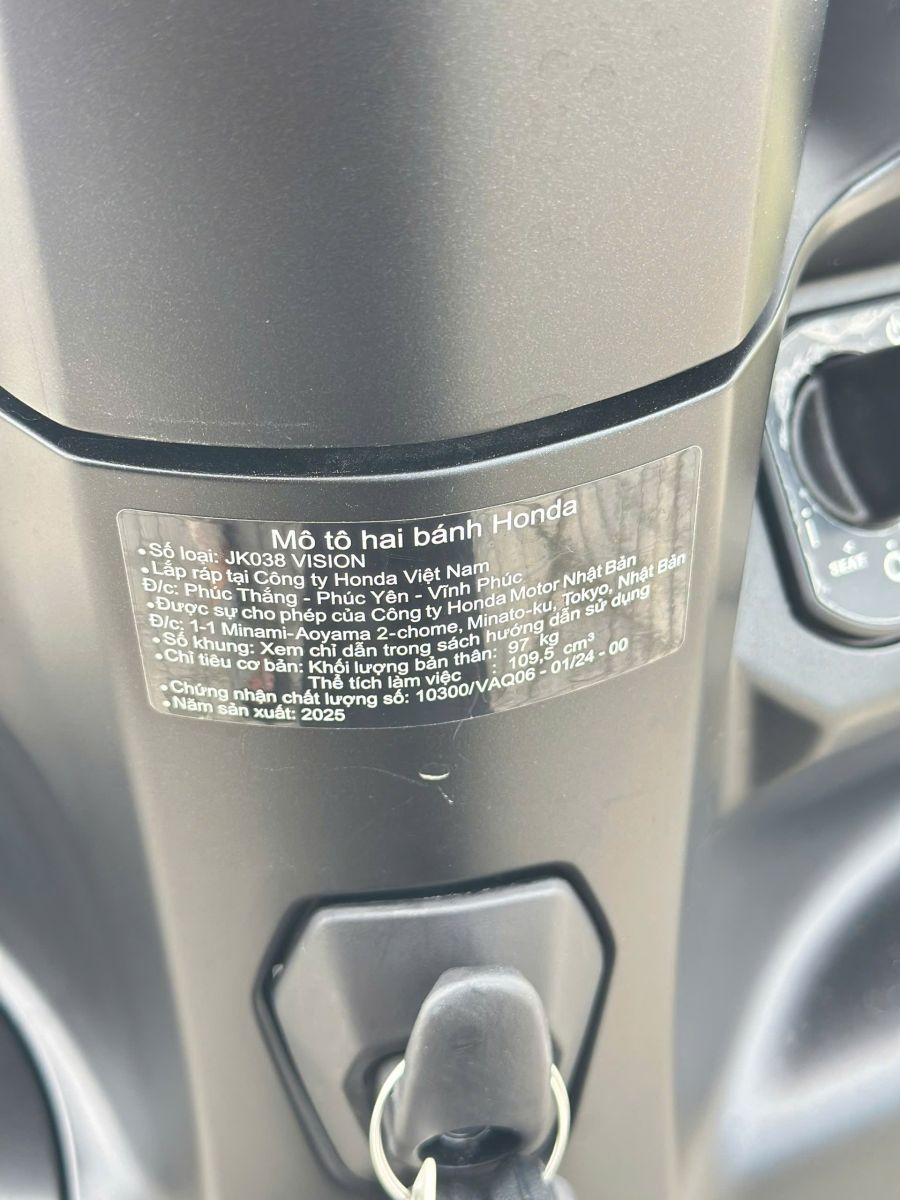 Mô tô hai bánh Honda
•Số loại: JK038 VISION
•Lắp ráp tại Công ty Honda Việt Nam
Đ/c: Phúc Thắng - Phúc Yên - Vĩnh Phúc
•Được sự cho phép của Công ty Honda Motor Nhật Bản
Đ/c: 1-1 Minami-Aoyama 2-chome, Minato-ku, Tokyo, Nhật Bản
•Số khung: Xem chỉ dẫn trong sách hướng dẫn sử dụng
•Chỉ tiêu cơ bản: Khối lượng bản thân: 97 kg
Thể tích làm việc : 109,5 cm³
•Chứng nhận chất lượng số: 10300/VAQ06 - 01/24 - 00
•Năm sản xuất: 2025
SEAT